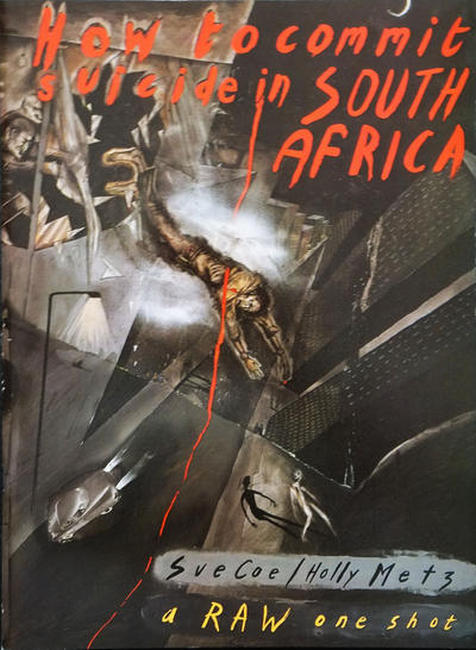 How to commit
suicide in SOUTH
AFRICA
Sue Coe / Holly Metz
a RAW one shot